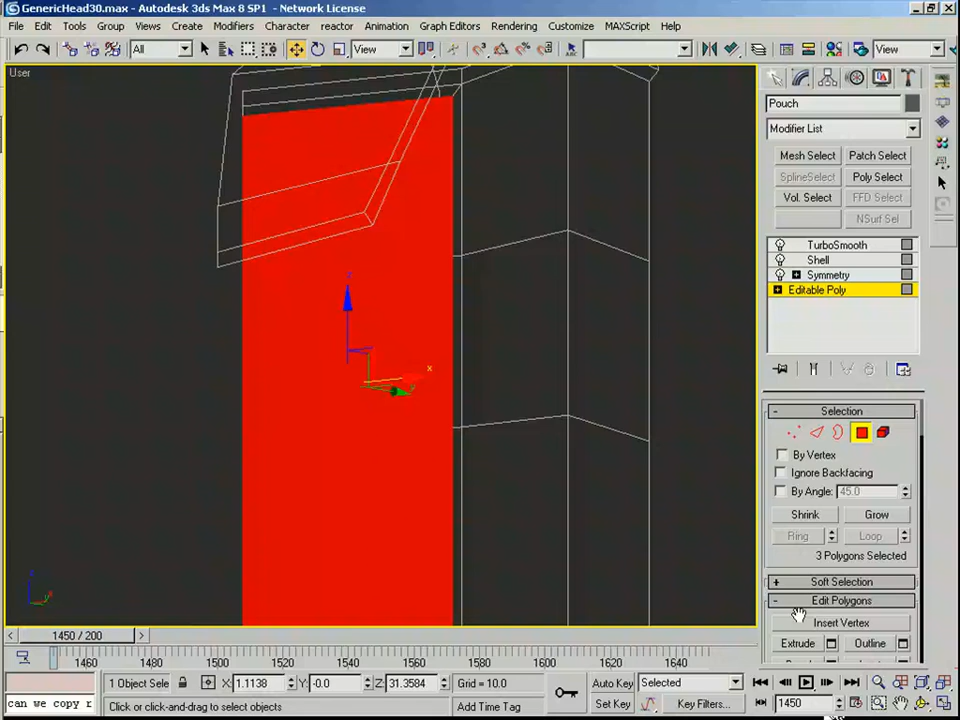 GenericHead30.max - Autodesk 3ds Max 8 SP1 - Network License
File Edit Tools Group Views Create Modifiers Character reactor Animation Graph Editors Rendering Customize MAXScript Help
All View View
User
Pouch
Modifier List
Mesh Select Patch Select
SplineSelect Poly Select
Vol. Select FFD Select
NSurf Sel
TurboSmooth
Shell
Symmetry
Editable Poly
Selection
By Vertex
Ignore Backfacing
By Angle: 45.0
Shrink Grow
Ring Loop
3 Polygons Selected
Soft Selection
Edit Polygons
Insert Vertex
Extrude Outline
z
x
1450 / 200
1460 1480 1500 1520 1540 1560 1580 1600 1620 1640
1 Object Sele X: 1.1138 Y: -0.0 Z: 31.3584 Grid = 10.0 Auto Key Selected
can we copy r Click or click-and-drag to select objects Add Time Tag Set Key Key Filters... 1450